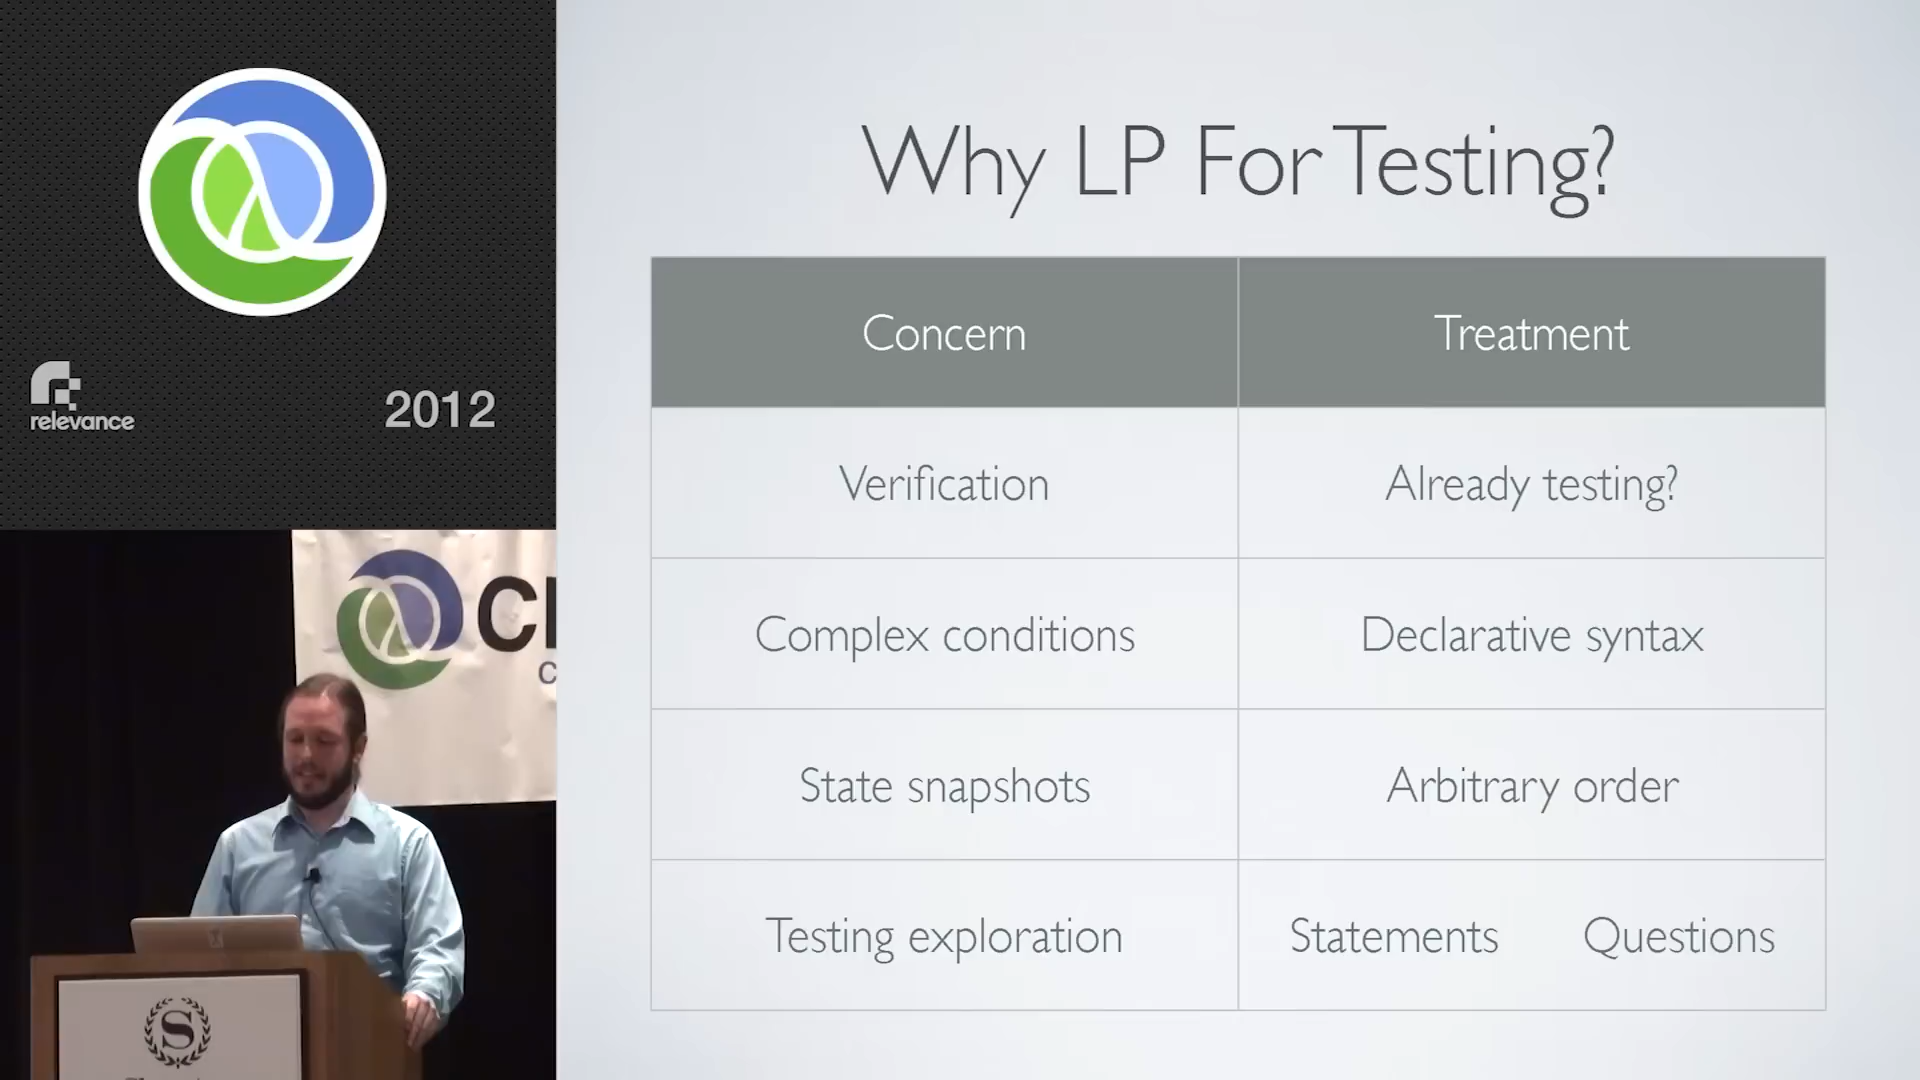 relevance
2012
Why LP For Testing?
Concern Treatment
Verification Already testing?
Complex conditions Declarative syntax
State snapshots Arbitrary order
Testing exploration Statements Questions
S